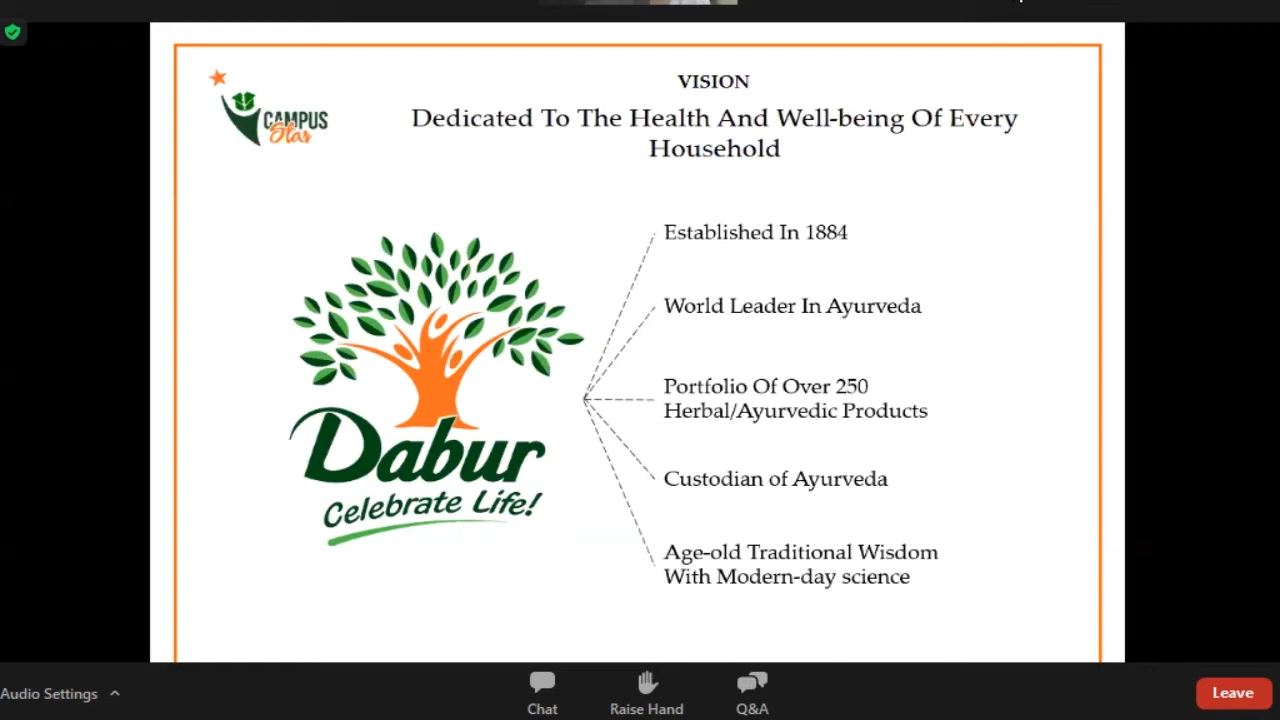 VISION
CAMPUS
Star
Dedicated To The Health And Well-being Of Every
Household
Established In 1884
World Leader In Ayurveda
Portfolio Of Over 250
Herbal/Ayurvedic Products
Dabur
Celebrate Life!
Custodian of Ayurveda
Age-old Traditional Wisdom
With Modern-day science
Audio Settings
Chat
Raise Hand
Q&A
Leave